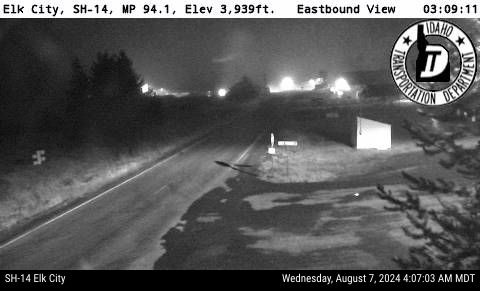 Elk City, SH-14, MP 94.1, Elev 3,939ft. Eastbound View 03:09:11
IDAHO
TRANSPORTATION DEPARTMENT
SH-14 Elk City Wednesday, August 7, 2024 4:07:03 AM MDT